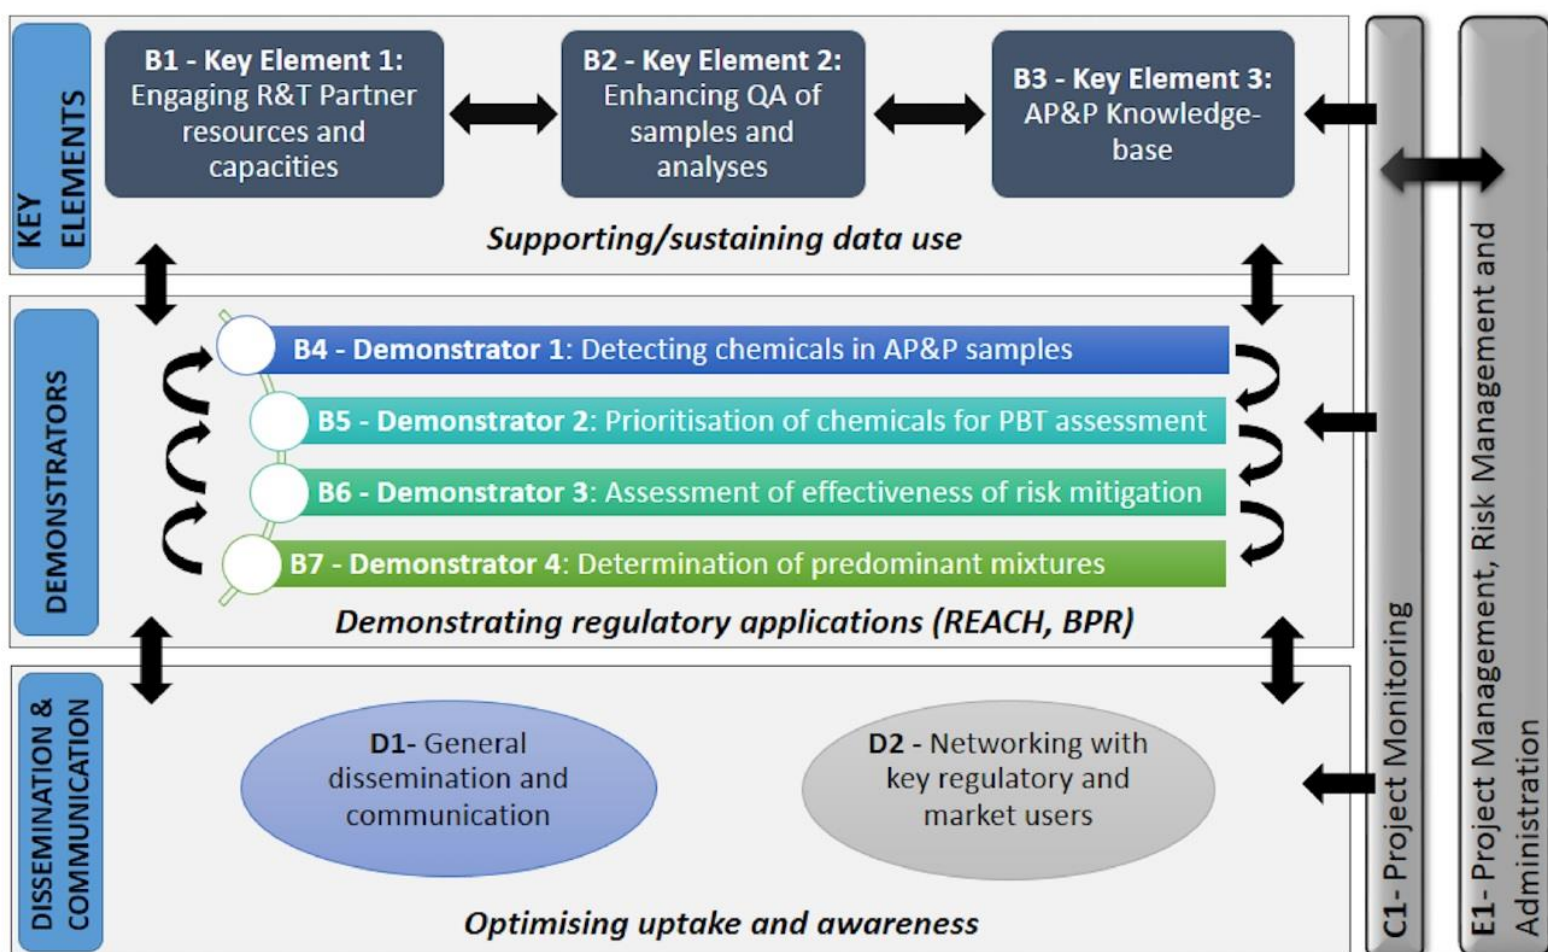 KEY
ELEMENTS
B1 - Key Element 1:
Engaging R&T Partner
resources and
capacities
B2 - Key Element 2:
Enhancing QA of
samples and
analyses
B3 - Key Element 3:
AP&P Knowledge-
base
Supporting/sustaining data use
DEMONSTRATORS
B4 - Demonstrator 1: Detecting chemicals in AP&P samples
B5 - Demonstrator 2: Prioritisation of chemicals for PBT assessment
B6 - Demonstrator 3: Assessment of effectiveness of risk mitigation
B7 - Demonstrator 4: Determination of predominant mixtures
Demonstrating regulatory applications (REACH, BPR)
DISSEMINATION &
COMMUNICATION
D1- General
dissemination and
communication
D2 - Networking with
key regulatory and
market users
Optimising uptake and awareness
C1- Project Monitoring
E1- Project Management, Risk Management and
Administration